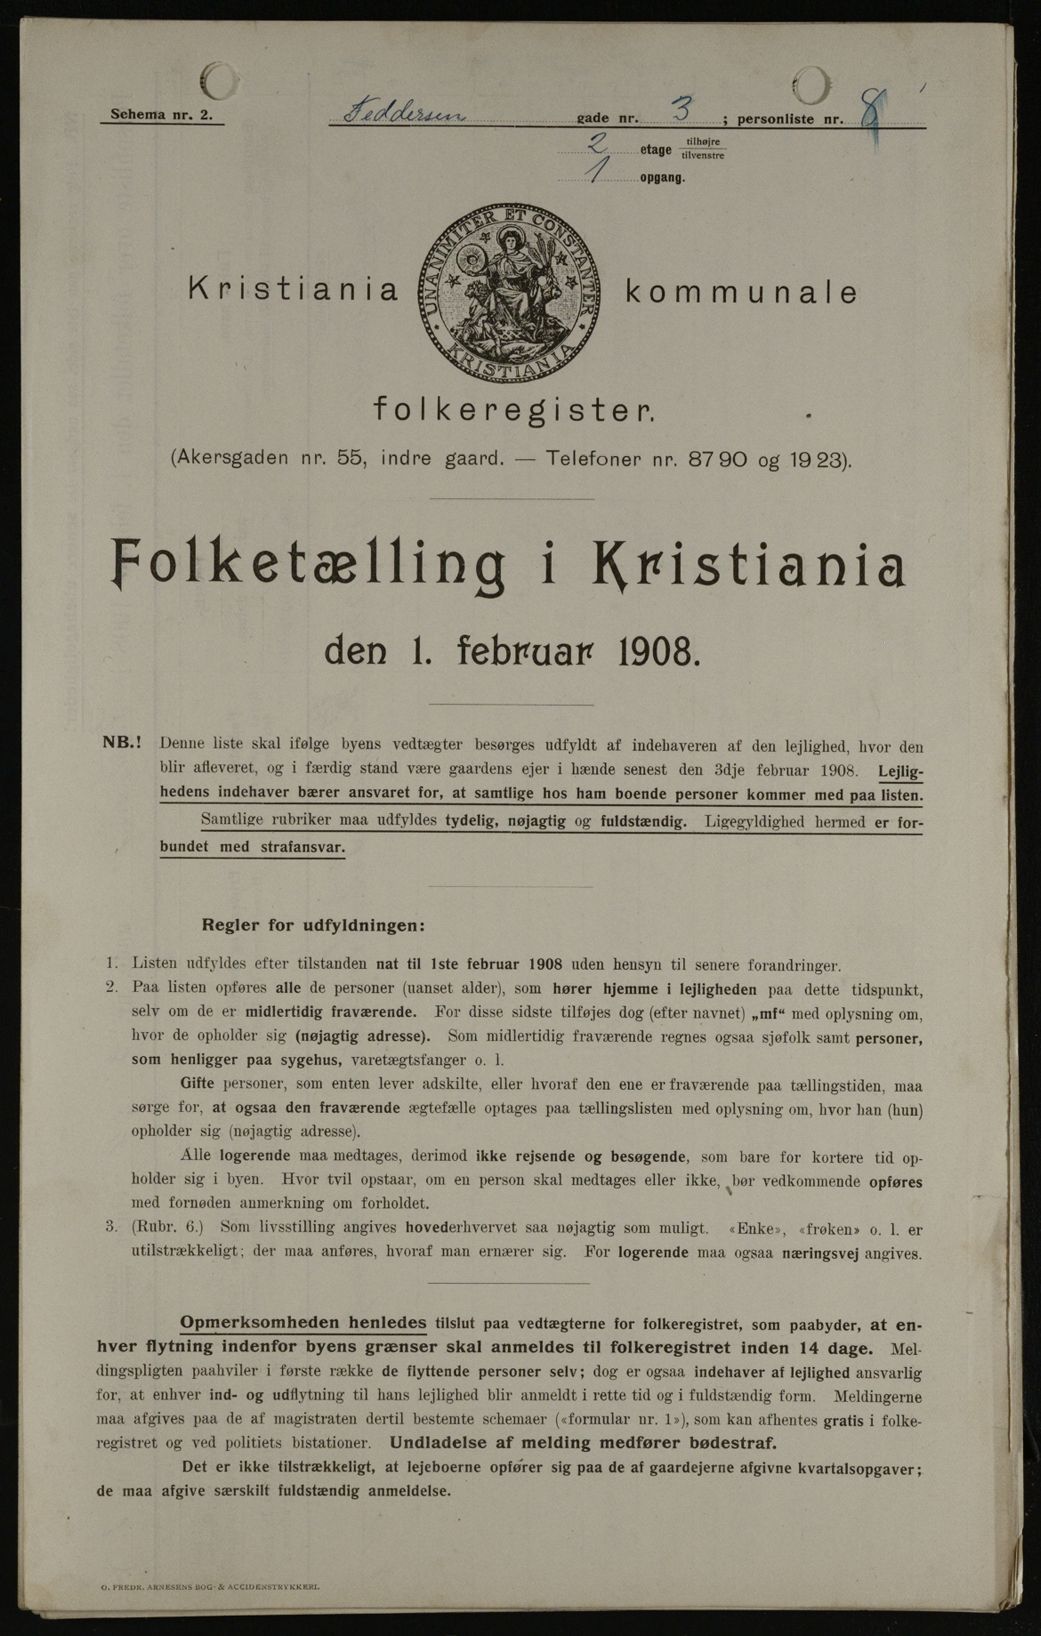 Schema nr. 2. Feddersen gade nr. 3 ; personliste nr. 8
2 etage tilhøjre
tilvenstre
1 opgang.
UNANIMITER ET CONSTANTER
KRISTIANIA
Kristiania kommunale
folkeregister.
(Akersgaden nr. 55, indre gaard. — Telefoner nr. 87 90 og 19 23).
Folketælling i Kristiania
den 1. februar 1908.
NB.! Denne liste skal ifølge byens vedtægter besørges udfyldt af indehaveren af den lejlighed, hvor den
blir afleveret, og i færdig stand være gaardens ejer i hænde senest den 3dje februar 1908. Lejlig-
hedens indehaver bærer ansvaret for, at samtlige hos ham boende personer kommer med paa listen.
Samtlige rubriker maa udfyldes tydelig, nøjagtig og fuldstændig. Ligegyldighed hermed er for-
bundet med strafansvar.
Regler for udfyldningen:
1. Listen udfyldes efter tilstanden nat til 1ste februar 1908 uden hensyn til senere forandringer.
2. Paa listen opføres alle de personer (uanset alder), som hører hjemme i lejligheden paa dette tidspunkt,
selv om de er midlertidig fraværende. For disse sidste tilføjes dog (efter navnet) „mf“ med oplysning om,
hvor de opholder sig (nøjagtig adresse). Som midlertidig fraværende regnes ogsaa sjøfolk samt personer,
som henligger paa sygehus, varetægtsfanger o. l.
Gifte personer, som enten lever adskilte, eller hvoraf den ene er fraværende paa tællingstiden, maa
sørge for, at ogsaa den fraværende ægtefælle optages paa tællingslisten med oplysning om, hvor han (hun)
opholder sig (nøjagtig adresse).
Alle logerende maa medtages, derimod ikke rejsende og besøgende, som bare for kortere tid op-
holder sig i byen. Hvor tvil opstaar, om en person skal medtages eller ikke, bør vedkommende opføres
med fornøden anmerkning om forholdet.
3. (Rubr. 6.) Som livsstilling angives hovederhvervet saa nøjagtig som muligt. «Enke», «frøken» o. l. er
utilstrækkeligt; der maa anføres, hvoraf man ernærer sig. For logerende maa ogsaa næringsvej angives.
Opmerksomheden henledes tilslut paa vedtægterne for folkeregistret, som paabyder, at en-
hver flytning indenfor byens grænser skal anmeldes til folkeregistret inden 14 dage. Mel-
dingspligten paahviler i første række de flyttende personer selv; dog er ogsaa indehaver af lejlighed ansvarlig
for, at enhver ind- og udflytning til hans lejlighed blir anmeldt i rette tid og i fuldstændig form. Meldingerne
maa afgives paa de af magistraten dertil bestemte schemaer («formular nr. 1»), som kan afhentes gratis i folke-
registret og ved politiets bistationer. Undladelse af melding medfører bødestraf.
Det er ikke tilstrækkeligt, at lejeboerne opfører sig paa de af gaardejerne afgivne kvartalsopgaver;
de maa afgive særskilt fuldstændig anmeldelse.
O. FREDR. ARNESENS BOG- & ACCIDENSTRYKKERI.